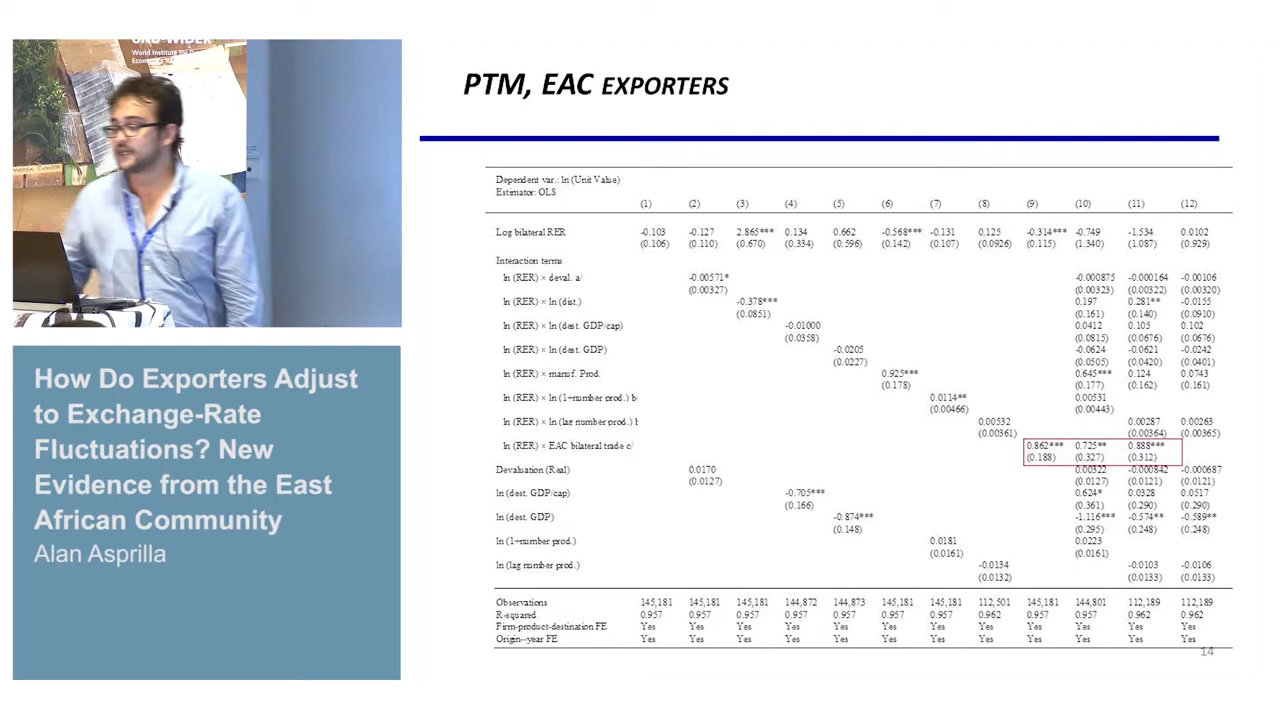 World Institute for
PTM, EAC EXPORTERS
Dependent var.: ln (Unit Value)
Estimator: OLS
(1) (2) (3) (4) (5) (6) (7) (8) (9) (10) (11) (12)
Log bilateral RER -0.103 -0.127 2.865*** 0.134 0.662 -0.568*** -0.131 0.125 -0.314*** -0.749 -1.534 0.0102
(0.106) (0.110) (0.670) (0.334) (0.596) (0.142) (0.107) (0.0926) (0.115) (1.340) (1.087) (0.929)
Interaction terms
ln (RER) × deval. a/ -0.00571* -0.000875 -0.000164 -0.00106
(0.00327) (0.00323) (0.00322) (0.00320)
ln (RER) × ln (dist.) -0.378*** 0.197 0.281** -0.0155
(0.0851) (0.161) (0.140) (0.0910)
ln (RER) × ln (dest. GDP/cap) -0.01000 0.0412 0.105 0.102
(0.0358) (0.0815) (0.0676) (0.0676)
ln (RER) × ln (dest. GDP) -0.0205 -0.0624 -0.0621 -0.0242
(0.0227) (0.0505) (0.0420) (0.0401)
ln (RER) × manuf. Prod. 0.925*** 0.645*** 0.124 0.0743
(0.178) (0.177) (0.162) (0.161)
ln (RER) × ln (1+number prod.) b 0.0114** 0.00531
(0.00466) (0.00443)
ln (RER) × ln (lag number prod.) b 0.00532 0.00287 0.00263
(0.00361) (0.00364) (0.00365)
ln (RER) × EAC bilateral trade c/ 0.862*** 0.725** 0.888***
(0.188) (0.327) (0.312)
Devaluation (Real) 0.0170 0.00322 -0.000842 -0.000687
(0.0127) (0.0127) (0.0121) (0.0121)
ln (dest. GDP/cap) -0.705*** 0.624* 0.0328 0.0517
(0.166) (0.361) (0.290) (0.290)
ln (dest. GDP) -0.874*** -1.116*** -0.574** -0.589**
(0.148) (0.295) (0.248) (0.248)
ln (1+number prod.) 0.0181 0.0223
(0.0161) (0.0161)
ln (lag number prod.) -0.0134 -0.0103 -0.0106
(0.0132) (0.0133) (0.0133)
Observations 145,181 145,181 145,181 144,872 144,873 145,181 145,181 112,501 145,181 144,801 112,189 112,189
R-squared 0.957 0.957 0.957 0.957 0.957 0.957 0.957 0.962 0.957 0.957 0.962 0.962
Firm-product-destination FE Yes Yes Yes Yes Yes Yes Yes Yes Yes Yes Yes Yes
Origin--year FE Yes Yes Yes Yes Yes Yes Yes Yes Yes Yes Yes Yes
14
How Do Exporters Adjust
to Exchange-Rate
Fluctuations? New
Evidence from the East
African Community
Alan Asprilla